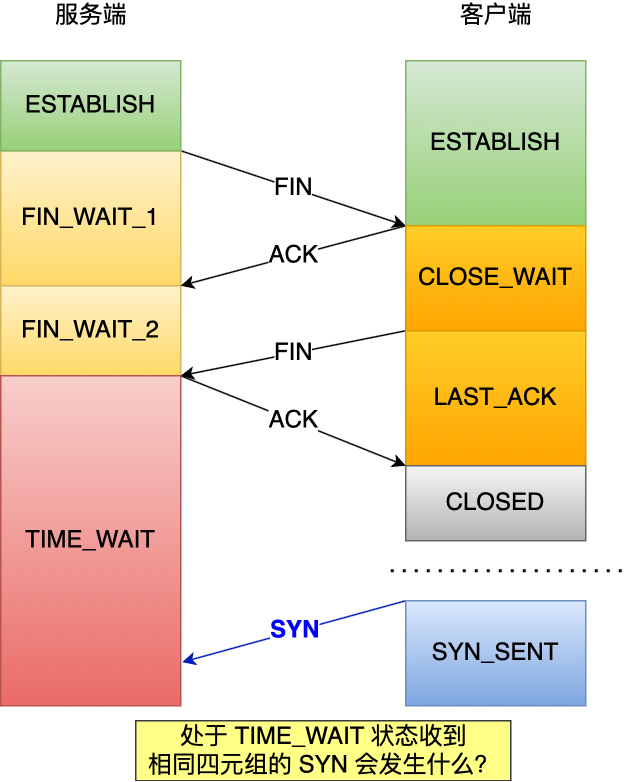 服务端
客户端
ESTABLISH
ESTABLISH
FIN
FIN_WAIT_1
ACK
CLOSE_WAIT
FIN_WAIT_2
FIN
LAST_ACK
ACK
CLOSED
TIME_WAIT
SYN
SYN_SENT
处于 TIME_WAIT 状态收到
相同四元组的 SYN 会发生什么？